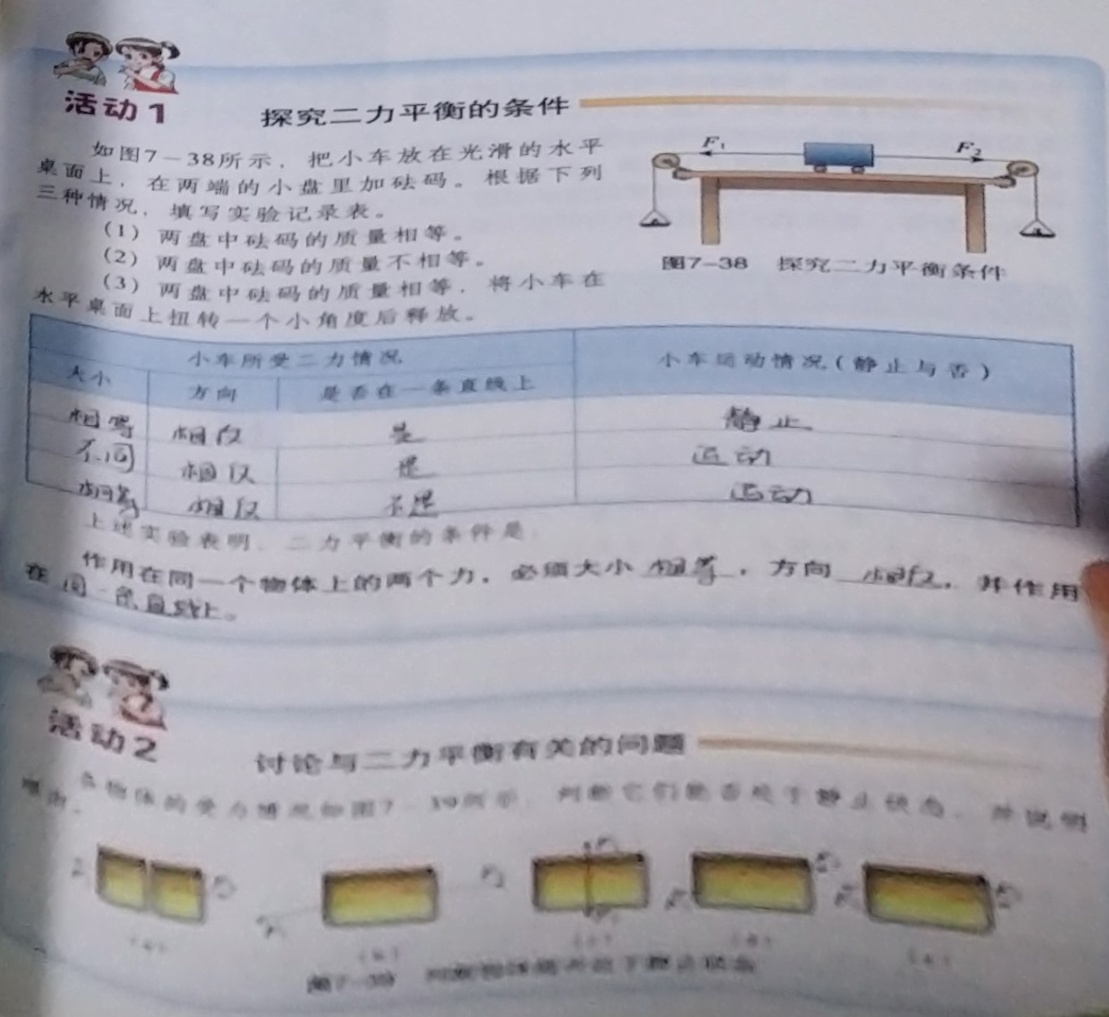 活动1 探究二力平衡的条件
如图7-38所示，把小车放在光滑的水平
桌面上，在两端的小盘里加砝码。根据下列
三种情况，填写实验记录表。
(1) 两盘中砝码的质量相等。
(2) 两盘中砝码的质量不相等。
(3) 两盘中砝码的质量相等，将小车在
水平桌面上扭转一个小角度后释放。
F₁ F₂
图7-38 探究二力平衡条件
小车所受二力情况 小车运动情况(静止与否)
大小 方向 是否在一条直线上
相等 相反 是 静止
不同 相反 是 运动
相等 相反 不是 运动
上述实验表明，二力平衡的条件是
作用在同一个物体上的两个力，必须大小相等，方向相反，并作用
在同一条直线上。
活动2 讨论与二力平衡有关的问题
各物体的受力情况如图7-39所示，判断它们能否处于静止状态，并说明
理由。
图7-39